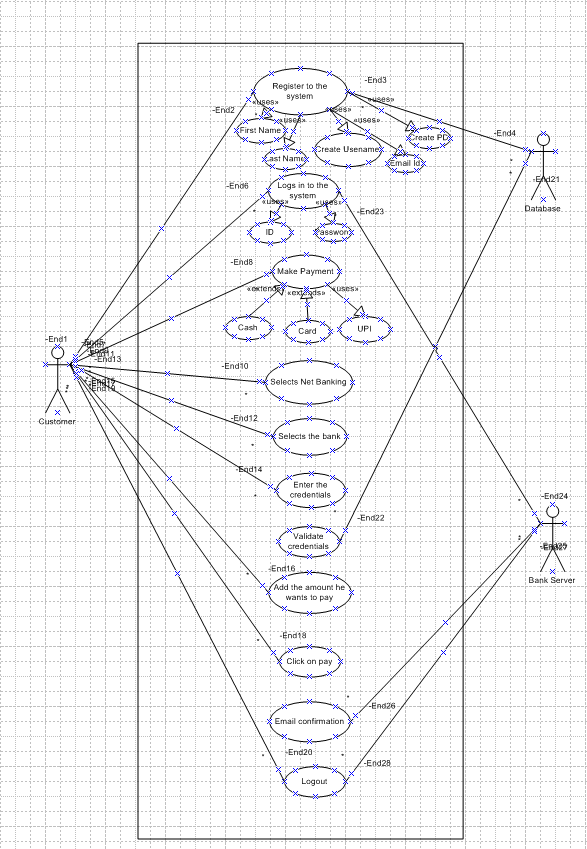 Register to the
system
-End3
«uses»
-End2
«uses»
«uses»
«uses»
«uses»
First Name
Create PD
-End4
Last Name
Create Usename
Email Id
-End6
Logs in to the
system
-End21
«uses»
«uses»
-End23
Database
ID
Password
-End8
Make Payment
«extends»
«extends»
«uses»
Cash
Card
UPI
-End1
-End11
-End13
-End10
Selects Net Banking
Customer
-End12
Selects the bank
-End14
Enter the
credentials
-End24
-End22
Validate
credentials
-End16
Bank Server
Add the amount he
wants to pay
-End18
Click on pay
-End26
Email confirmation
-End20
-End28
Logout